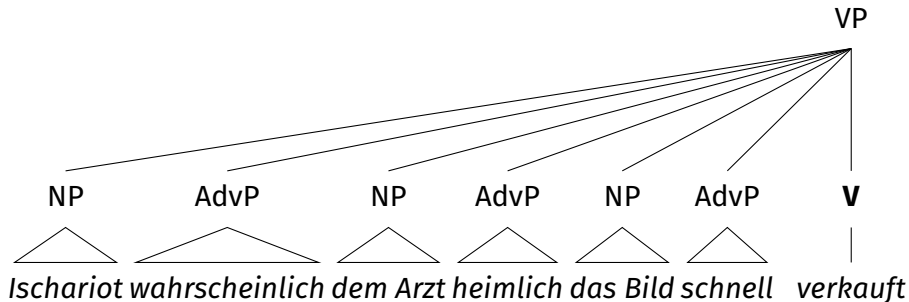 VP
NP AdvP NP AdvP NP AdvP V
Ischariot wahrscheinlich dem Arzt heimlich das Bild schnell verkauft